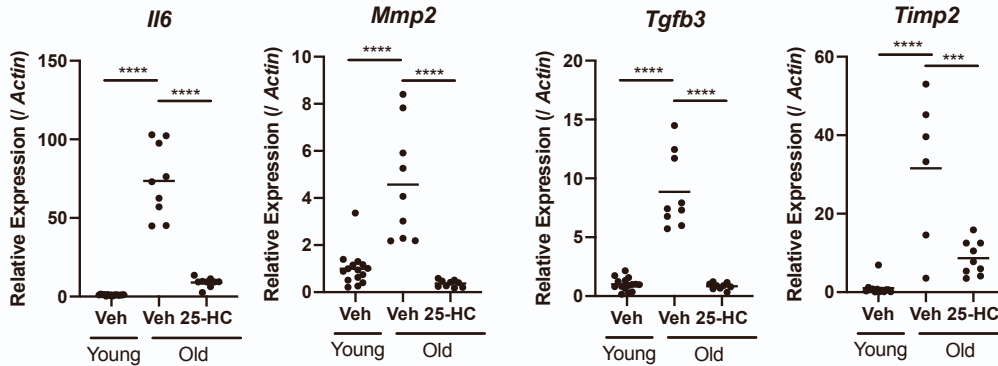 Il6
Relative Expression (/ Actin)
150
100
50
0
****
****
Veh
Veh 25-HC
Young
Old
Mmp2
Relative Expression (/ Actin)
10
8
6
4
2
0
****
****
Veh
Veh 25-HC
Young
Old
Tgfb3
Relative Expression (/ Actin)
20
15
10
5
0
****
****
Veh
Veh 25-HC
Young
Old
Timp2
Relative Expression (/ Actin)
60
40
20
0
****
***
Veh
Veh 25-HC
Young
Old